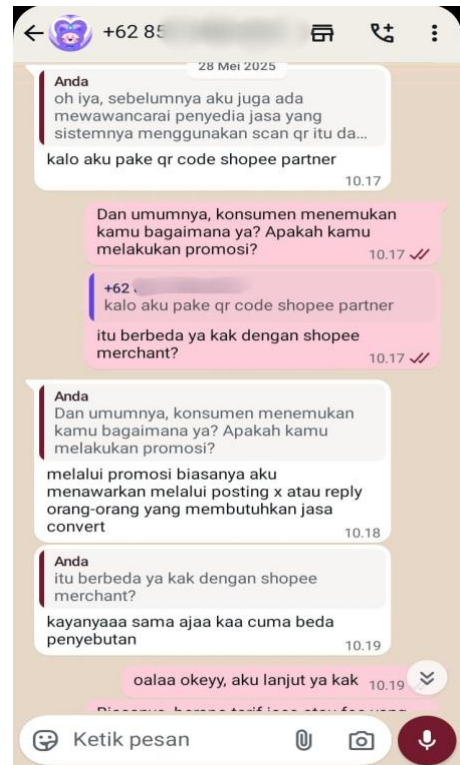 +62 85
28 Mei 2025
Anda
oh iya, sebelumnya aku juga ada
mewawancarai penyedia jasa yang
sistemnya menggunakan scan qr itu da...
kalo aku pake qr code shopee partner
10.17
Dan umumnya, konsumen menemukan
kamu bagaimana ya? Apakah kamu
melakukan promosi?
10.17
+62
kalo aku pake qr code shopee partner
itu berbeda ya kak dengan shopee
merchant?
10.17
Anda
Dan umumnya, konsumen menemukan
kamu bagaimana ya? Apakah kamu
melakukan promosi?
melalui promosi biasanya aku
menawarkan melalui posting x atau reply
orang-orang yang membutuhkan jasa
convert
10.18
Anda
itu berbeda ya kak dengan shopee
merchant?
kayanyaaa sama ajaa kaa cuma beda
penyebutan
10.19
oalaa okeyy, aku lanjut ya kak
10.19
Ketik pesan